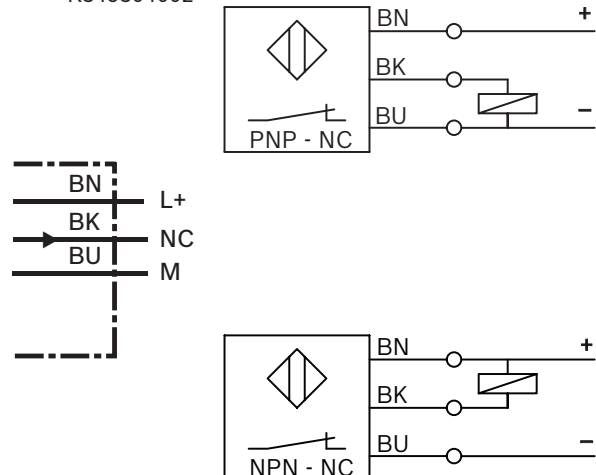 BN +
BK
BU −
PNP - NC
BN L+
BK NC
BU M
BN +
BK
BU −
NPN - NC